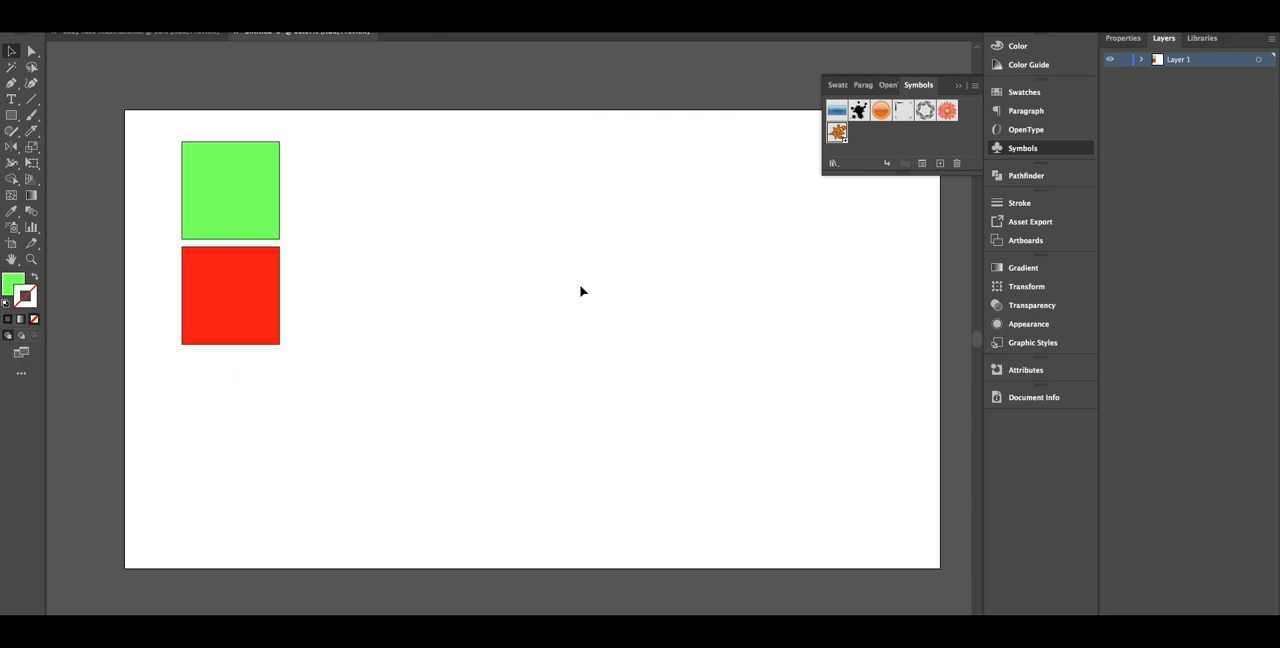 Properties
Layers
Libraries
Layer 1
Color
Color Guide
Swatches
Paragraph
OpenType
Symbols
Pathfinder
Stroke
Asset Export
Artboards
Gradient
Transform
Transparency
Appearance
Graphic Styles
Attributes
Document Info
Swatc
Parag
Open
Symbols